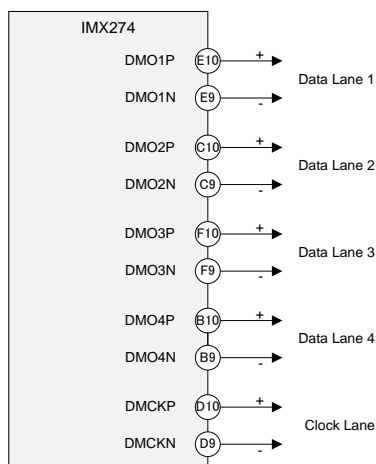 IMX274
DMO1P E10 +
Data Lane 1
DMO1N E9 -
DMO2P C10 +
Data Lane 2
DMO2N C9 -
DMO3P F10 +
Data Lane 3
DMO3N F9 -
DMO4P B10 +
Data Lane 4
DMO4N B9 -
DMCKP D10 +
Clock Lane
DMCKN D9 -